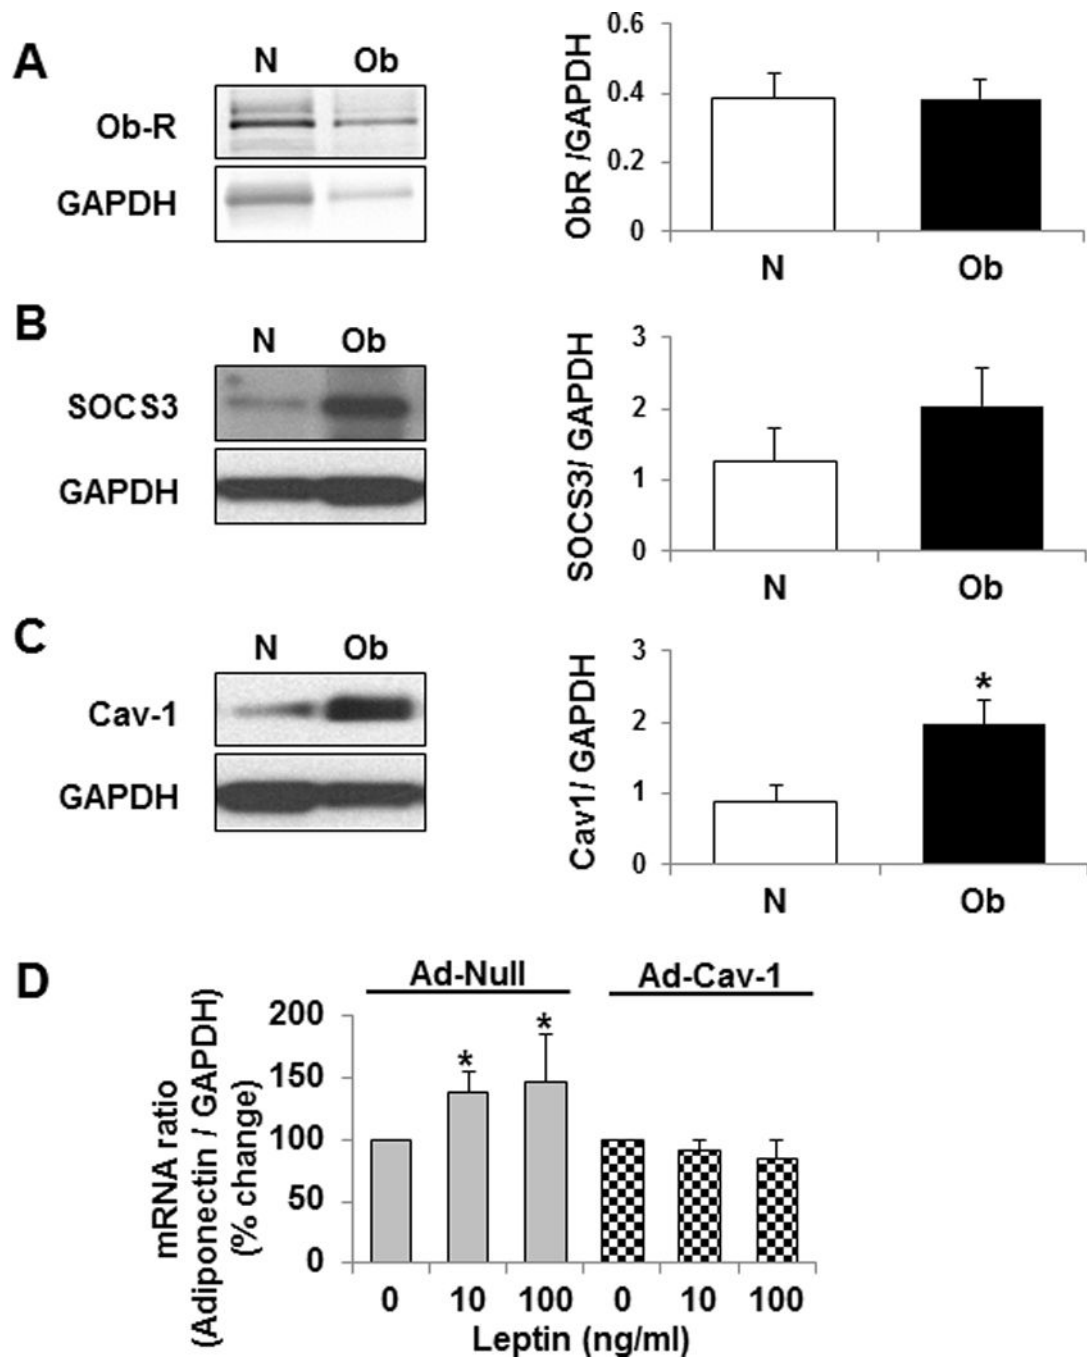 A
N Ob
Ob-R
GAPDH
ObR /GAPDH
0.6
0.4
0.2
0
N Ob
B
N Ob
SOCS3
GAPDH
SOCS3/ GAPDH
3
2
1
0
N Ob
C
N Ob
Cav-1
GAPDH
Cav1/ GAPDH
3
2
1
0
*
N Ob
D
Ad-Null Ad-Cav-1
mRNA ratio
(Adiponectin / GAPDH)
(% change)
200
150
100
50
0
* *
0 10 100 0 10 100
Leptin (ng/ml)